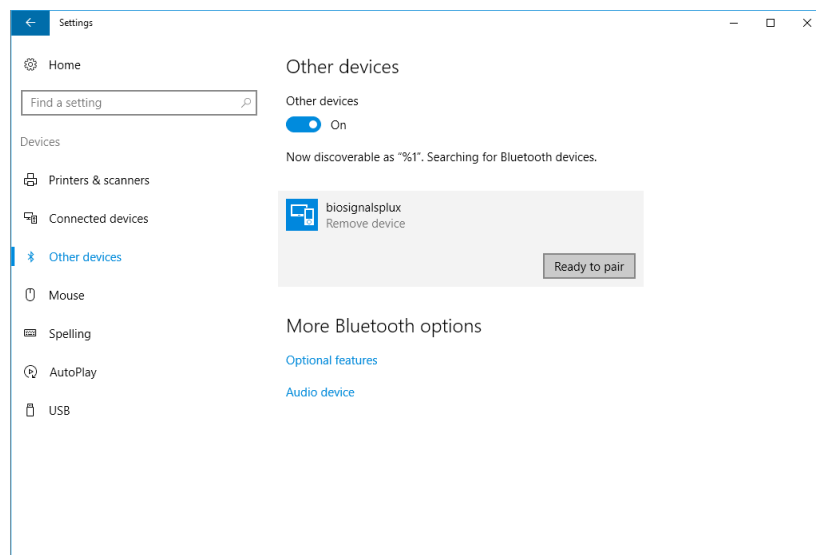 Settings
Home
Find a setting
Devices
Printers & scanners
Connected devices
Other devices
Mouse
Spelling
AutoPlay
USB
Other devices
Other devices
On
Now discoverable as “%1”. Searching for Bluetooth devices.
biosignalsplux
Remove device
Ready to pair
More Bluetooth options
Optional features
Audio device